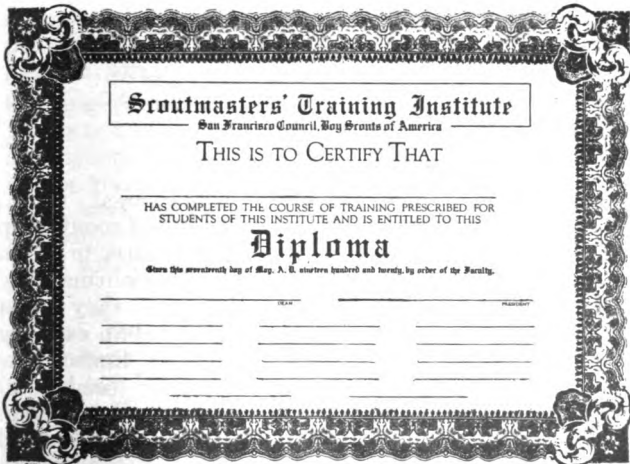 Scoutmasters' Training Institute
San Francisco Council, Boy Scouts of America
THIS IS TO CERTIFY THAT
HAS COMPLETED THE COURSE OF TRAINING PRESCRIBED FOR
STUDENTS OF THIS INSTITUTE AND IS ENTITLED TO THIS
Diploma
Given this seventeenth day of May, A. D. nineteen hundred and twenty, by order of the Faculty.
DEAN PRESIDENT